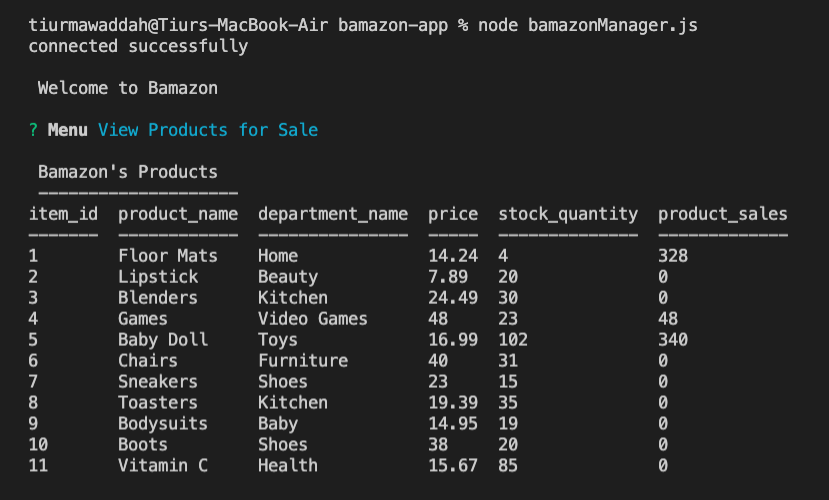 tiurmawaddah@Tiurs-MacBook-Air bamazon-app % node bamazonManager.js
connected successfully
Welcome to Bamazon
? Menu View Products for Sale
Bamazon's Products
---------------------
item_id  product_name  department_name  price  stock_quantity  product_sales
-------  ------------  ---------------  -----  --------------  -------------
1        Floor Mats    Home             14.24  4               328
2        Lipstick      Beauty           7.89   20              0
3        Blenders      Kitchen          24.49  30              0
4        Games         Video Games      48     23              48
5        Baby Doll     Toys             16.99  102             340
6        Chairs        Furniture        40     31              0
7        Sneakers      Shoes            23     15              0
8        Toasters      Kitchen          19.39  35              0
9        Bodysuits     Baby             14.95  19              0
10       Boots         Shoes            38     20              0
11       Vitamin C     Health           15.67  85              0